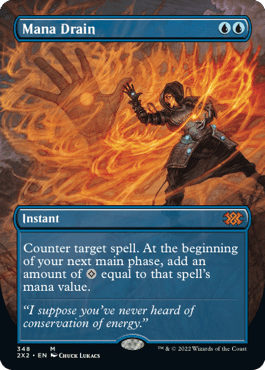 Mana Drain
Instant
Counter target spell. At the beginning
of your next main phase, add an
amount of equal to that spell's
mana value.
"I suppose you've never heard of
conservation of energy."
348 M
2X2 • EN CHUCK LUKACS
™ & © 2022 Wizards of the Coast